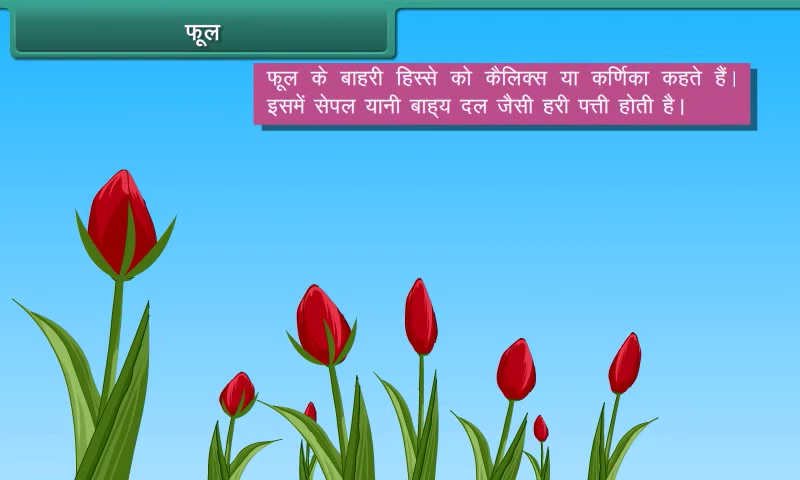 फूल
फूल के बाहरी हिस्से को कैलिक्स या कर्णिका कहते हैं।
इसमें सेपल यानी बाह्य दल जैसी हरी पत्ती होती है।